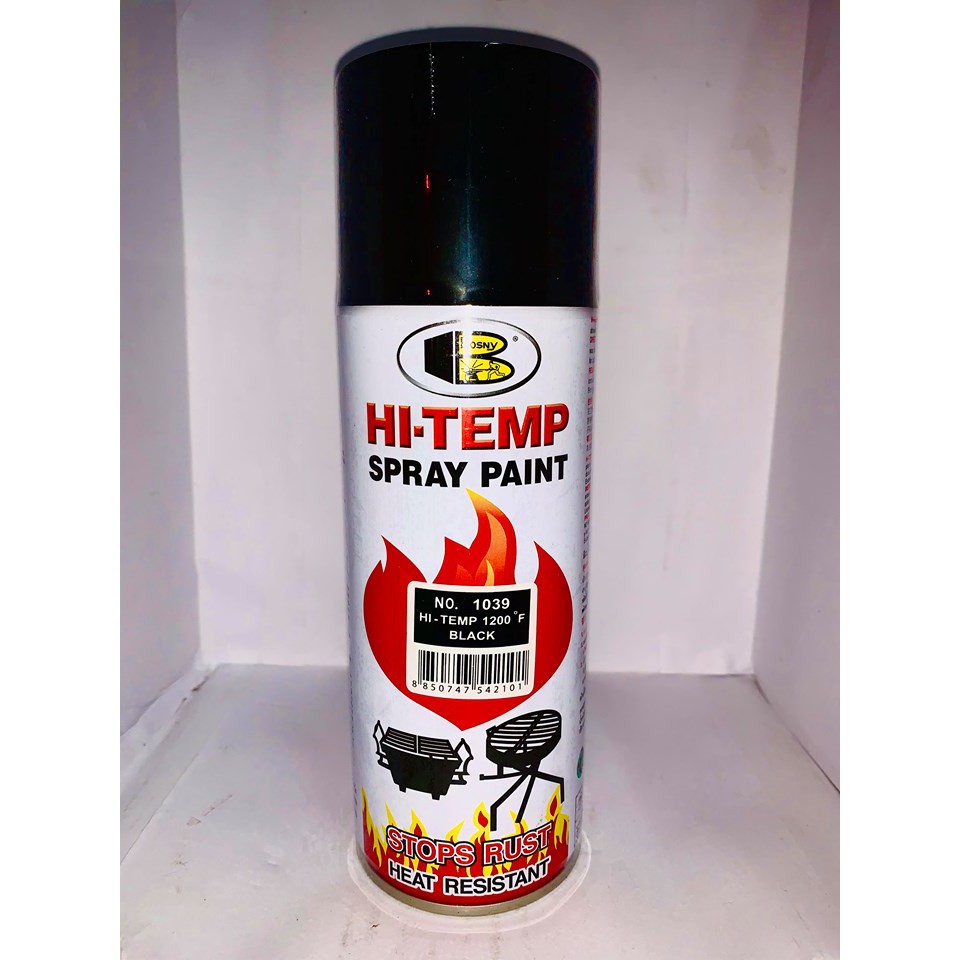 BOSNY
®
HI-TEMP
SPRAY PAINT
NO. 1039
HI-TEMP 1200 °F
BLACK
8 850747 542101
STOPS RUST
HEAT RESISTANT